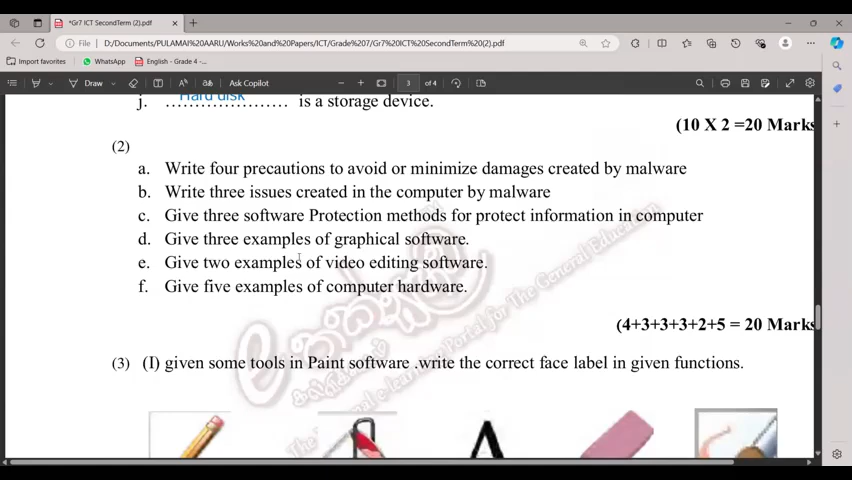 *Gr7 ICT SecondTerm (2).pdf
File D:/Documents/PULAMAI%20AARU/Works%20and%20Papers/ICT/Grade%207/Gr7%20ICT%20SecondTerm%20(2).pdf
Import favorites WhatsApp English - Grade 4 -...
Draw Ask Copilot 3 of 4
j. Hard disk ..................... is a storage device.
(10 X 2 =20 Marks
(2)
a. Write four precautions to avoid or minimize damages created by malware
b. Write three issues created in the computer by malware
c. Give three software Protection methods for protect information in computer
d. Give three examples of graphical software.
e. Give two examples of video editing software.
f. Give five examples of computer hardware.
(4+3+3+3+2+5 = 20 Marks
(3) (I) given some tools in Paint software .write the correct face label in given functions.
A